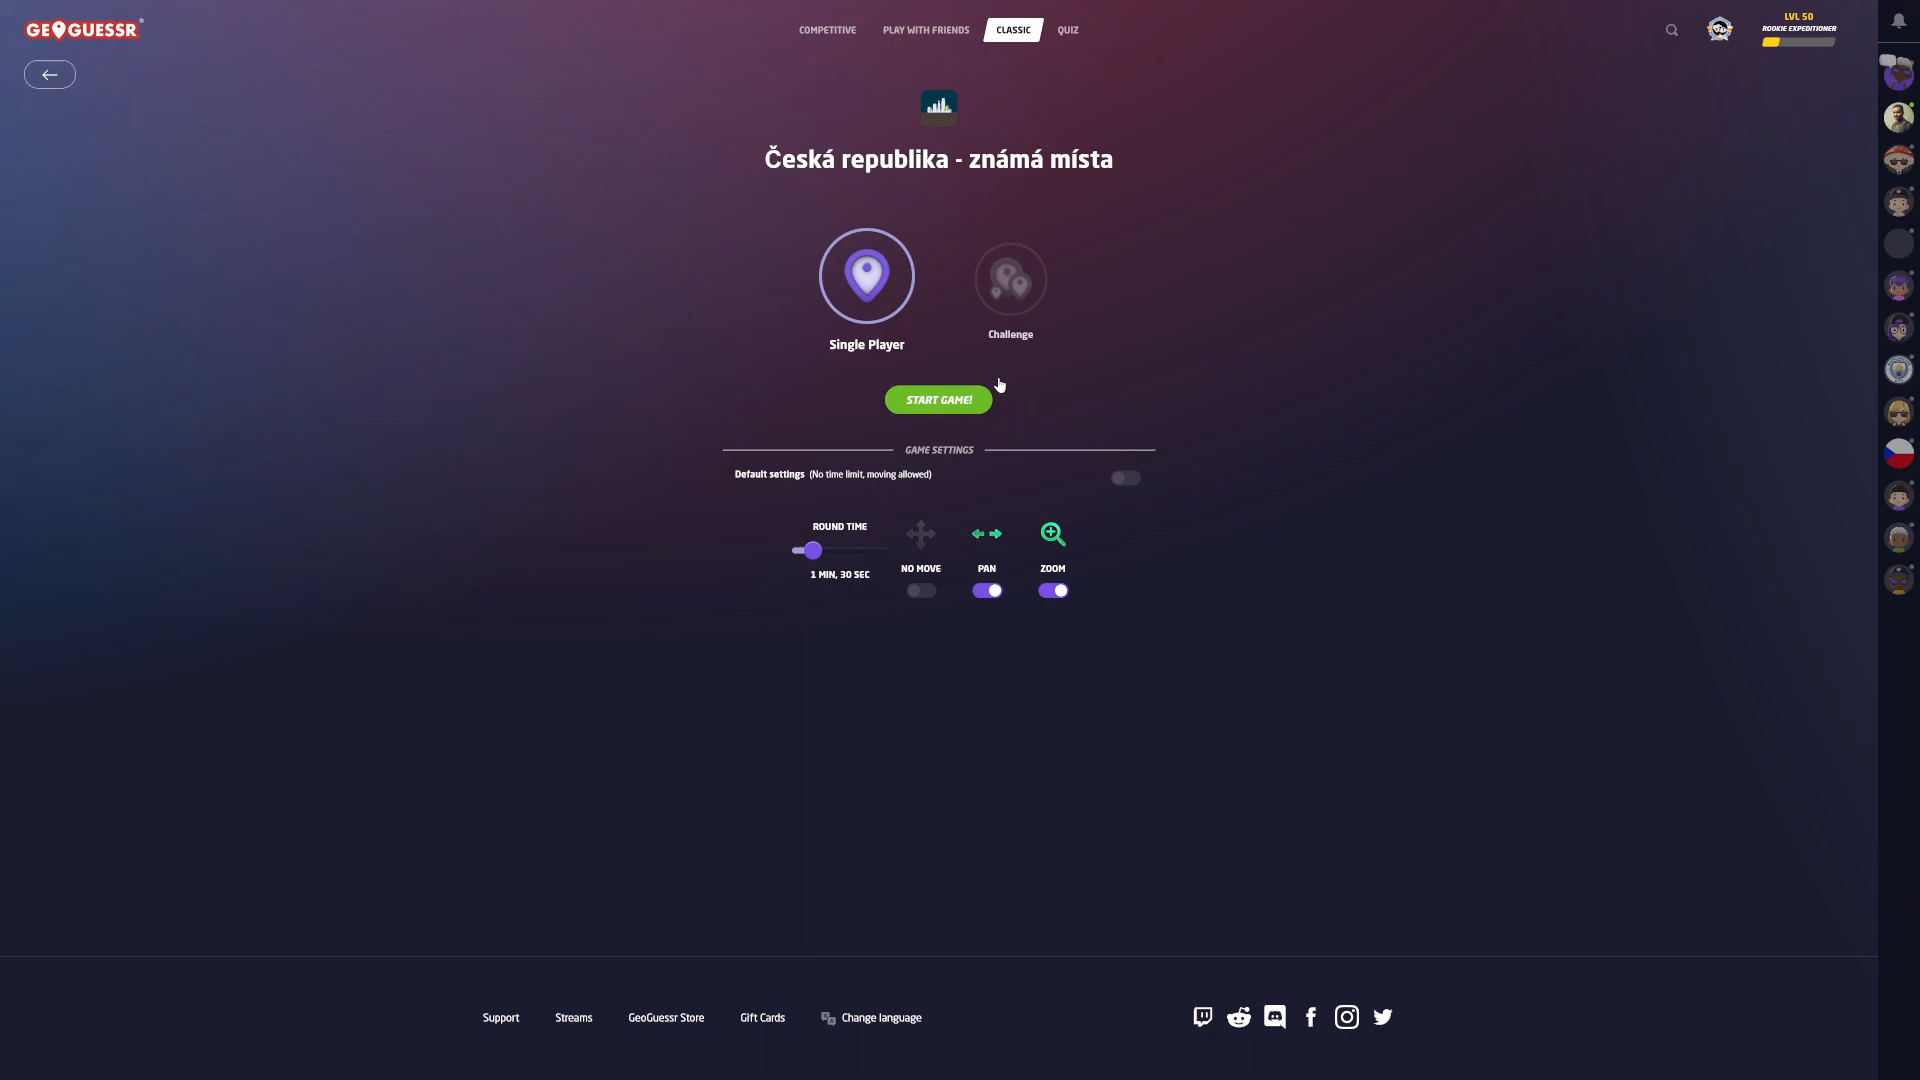 GEOGUESSR
COMPETITIVE
PLAY WITH FRIENDS
CLASSIC
QUIZ
LVL 50
ROOKIE EXPEDITIONER
Česká republika - známá místa
Single Player
Challenge
START GAME!
GAME SETTINGS
Default settings (No time limit, moving allowed)
ROUND TIME
1 MIN, 30 SEC
NO MOVE
PAN
ZOOM
Support
Streams
GeoGuessr Store
Gift Cards
Change language